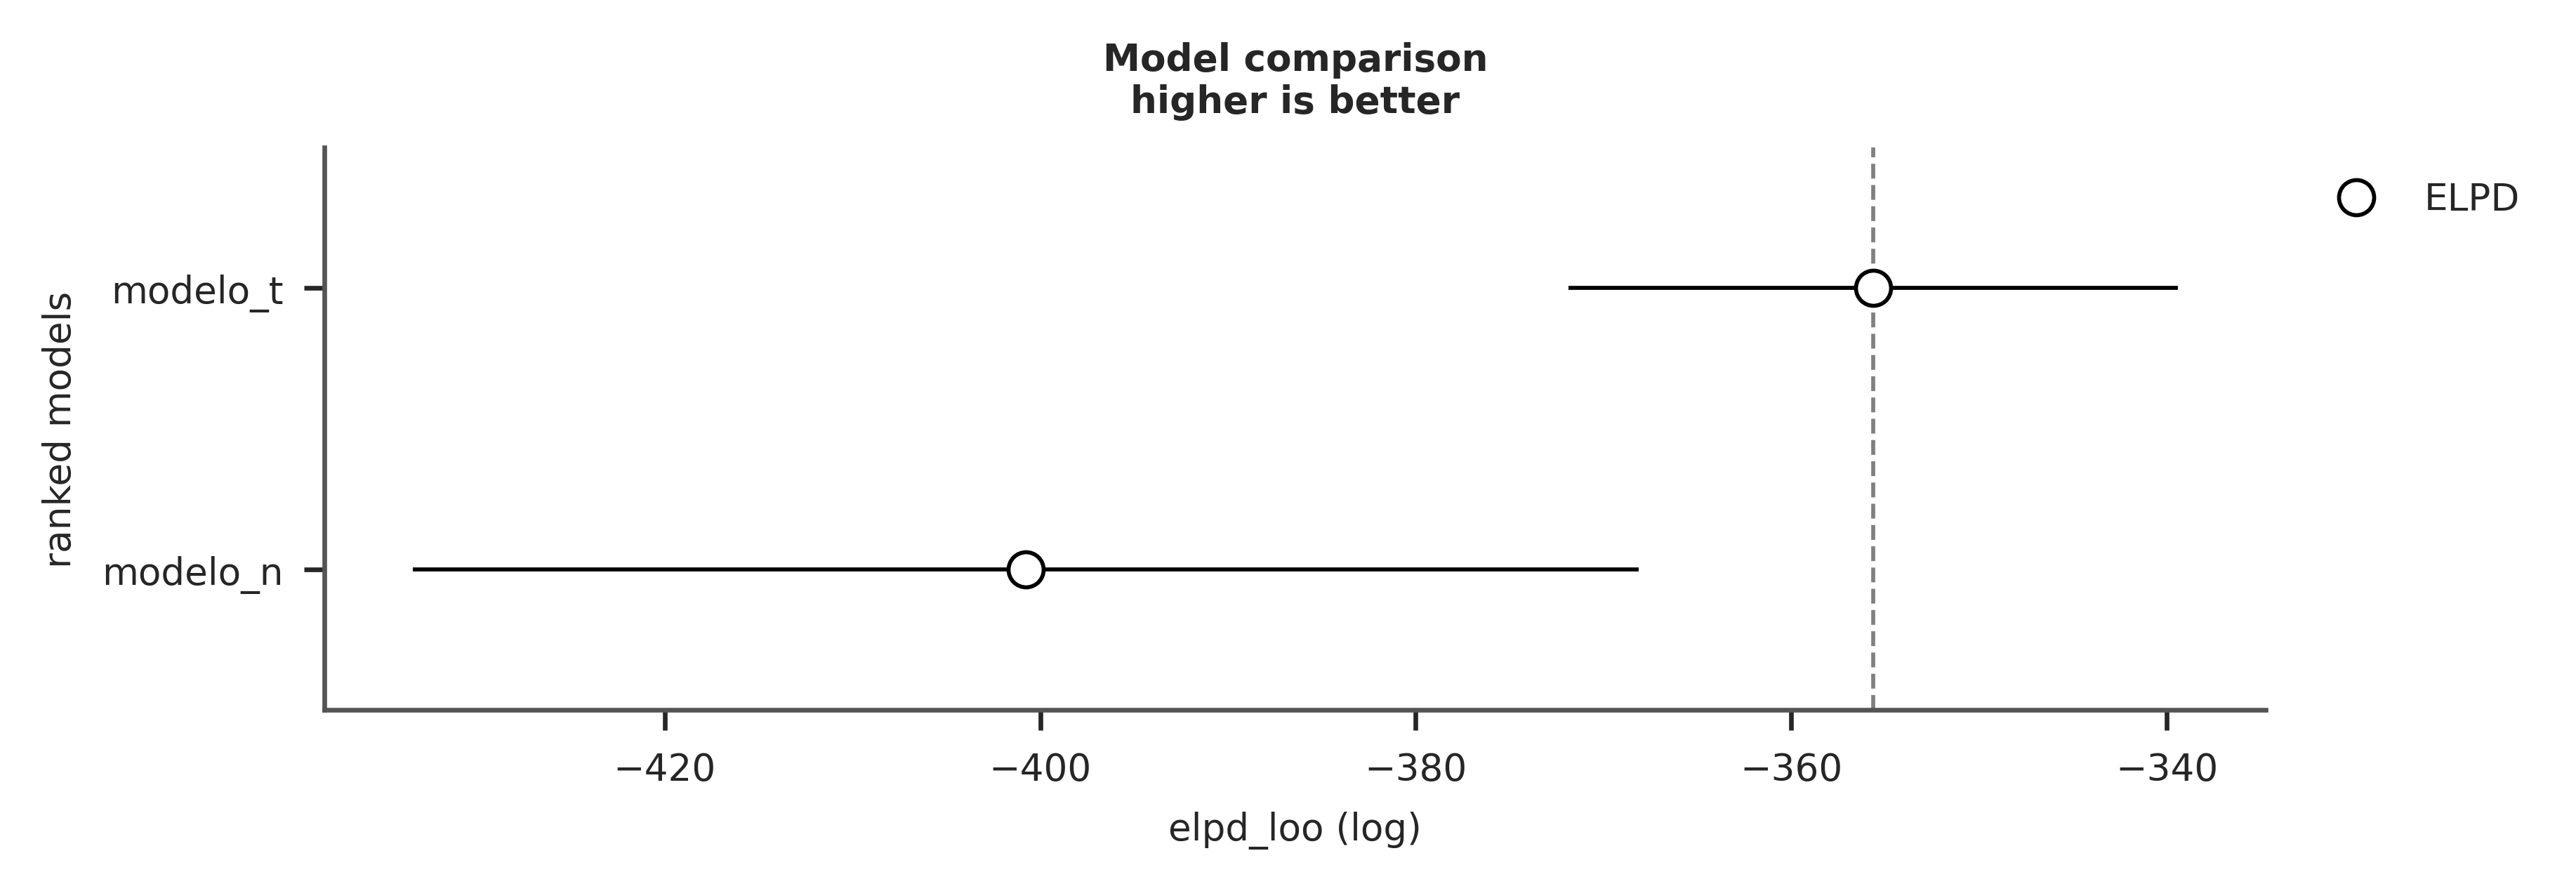 Model comparison
higher is better
ELPD
modelo_t
modelo_n
ranked models
−420
−400
−380
−360
−340
elpd_loo (log)